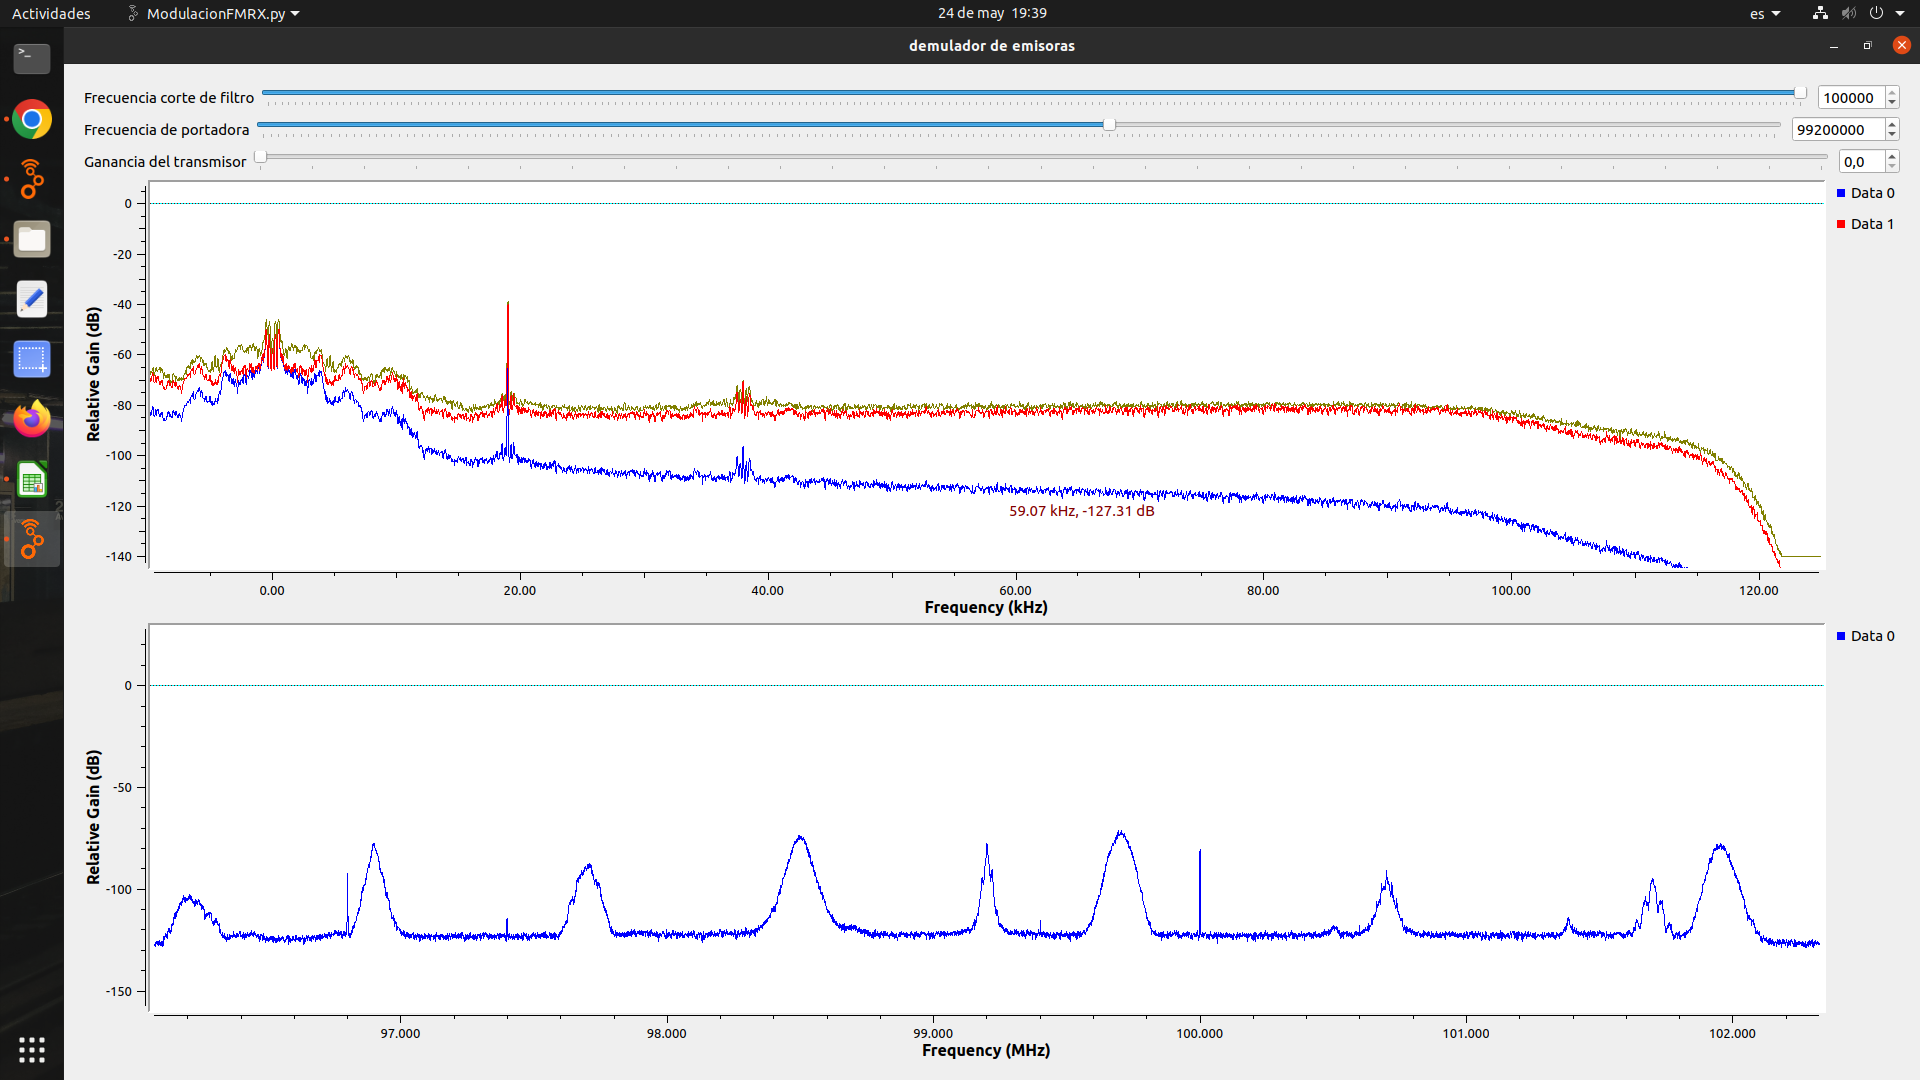 Actividades
ModulacionFMRX.py
24 de may 19:39
es
demulador de emisoras
Frecuencia corte de filtro
100000
Frecuencia de portadora
99200000
Ganancia del transmisor
0,0
Data 0
Data 1
Relative Gain (dB)
0
-20
-40
-60
-80
-100
-120
-140
59.07 kHz, -127.31 dB
0.00
20.00
40.00
60.00
80.00
100.00
120.00
Frequency (kHz)
Data 0
Relative Gain (dB)
0
-50
-100
-150
97.000
98.000
99.000
100.000
101.000
102.000
Frequency (MHz)